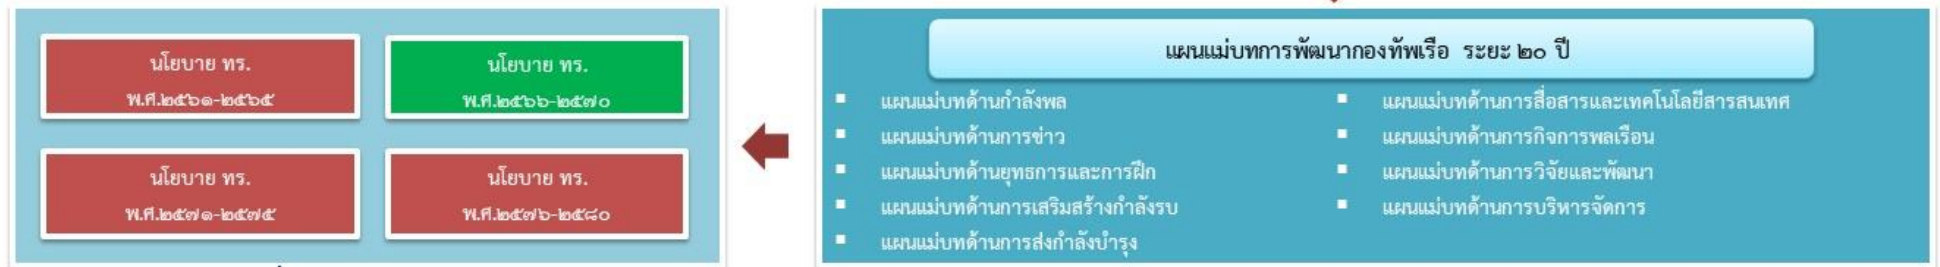 นโยบาย ทร.
พ.ศ.๒๕๖๑-๒๕๖๕
นโยบาย ทร.
พ.ศ.๒๕๖๖-๒๕๗๐
นโยบาย ทร.
พ.ศ.๒๕๗๑-๒๕๗๕
นโยบาย ทร.
พ.ศ.๒๕๗๖-๒๕๘๐
แผนแม่บทการพัฒนากองทัพเรือ ระยะ ๒๐ ปี
แผนแม่บทด้านกำลังพล
แผนแม่บทด้านการข่าว
แผนแม่บทด้านยุทธการและการฝึก
แผนแม่บทด้านการเสริมสร้างกำลังรบ
แผนแม่บทด้านการส่งกำลังบำรุง
แผนแม่บทด้านการสื่อสารและเทคโนโลยีสารสนเทศ
แผนแม่บทด้านการกิจการพลเรือน
แผนแม่บทด้านการวิจัยและพัฒนา
แผนแม่บทด้านการบริหารจัดการ